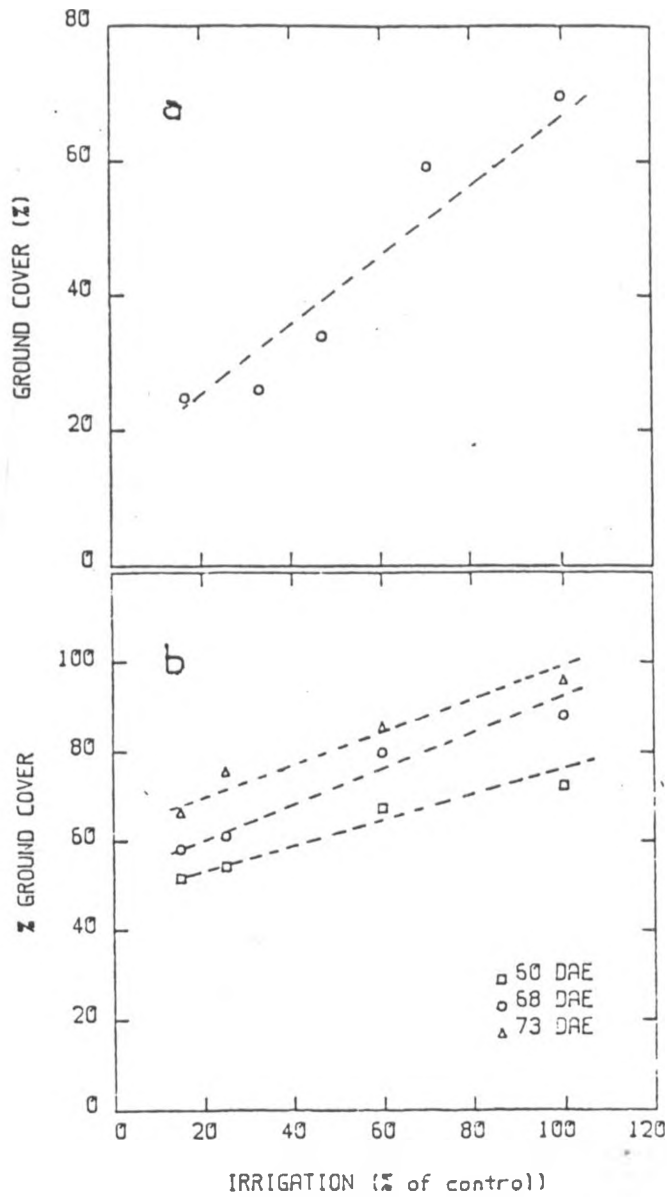 80
a
60
GROUND COVER (%)
40
20
0
b
100
80
% GROUND COVER
60
40
20
0
60 DAE
68 DAE
73 DAE
0 20 40 60 80 100 120
IRRIGATION (% of control)